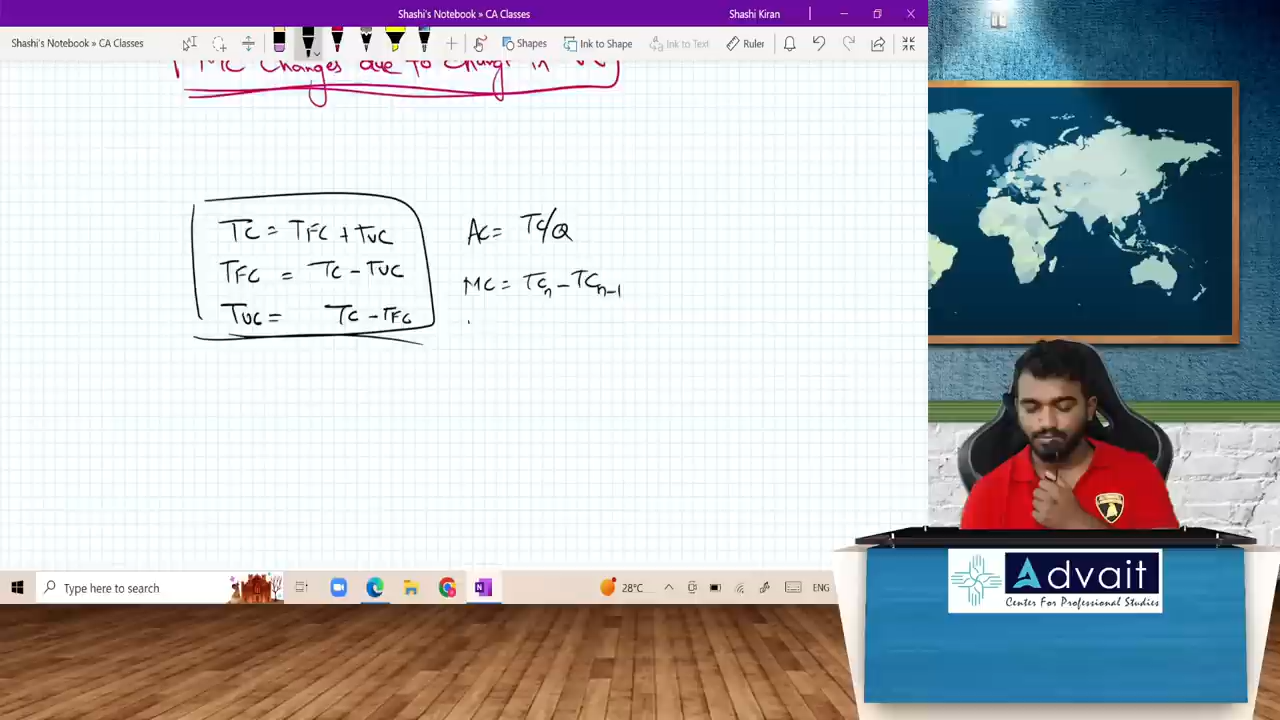 Shashi's Notebook » CA Classes
Shashi Kiran
Shashi's Notebook » CA Classes
Shapes
Ink to Shape
Ink to Text
Ruler
MC Changes due to change in VC
TC = TFC + TVC
TFC = TC - TVC
TVC = TC - TFC
AC = TC/Q
MC = TCn - TCn-1
Type here to search
28°C
ENG
Advait
Center For Professional Studies